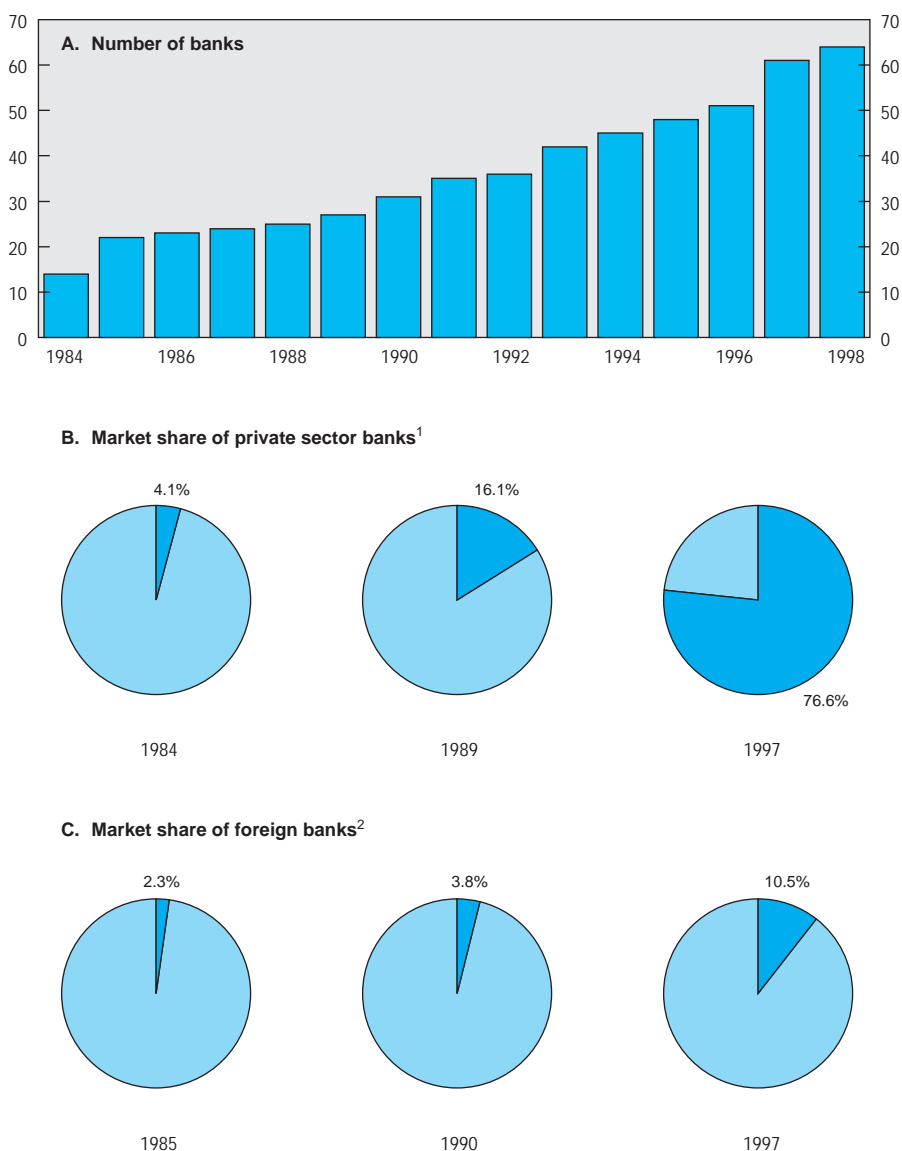 A. Number of banks
70 70
60 60
50 50
40 40
30 30
20 20
10 10
0 0
1984 1986 1988 1990 1992 1994 1996 1998
B. Market share of private sector banks1
4.1% 16.1%
76.6%
1984 1989 1997
C. Market share of foreign banks2
2.3% 3.8% 10.5%
1985 1990 1997